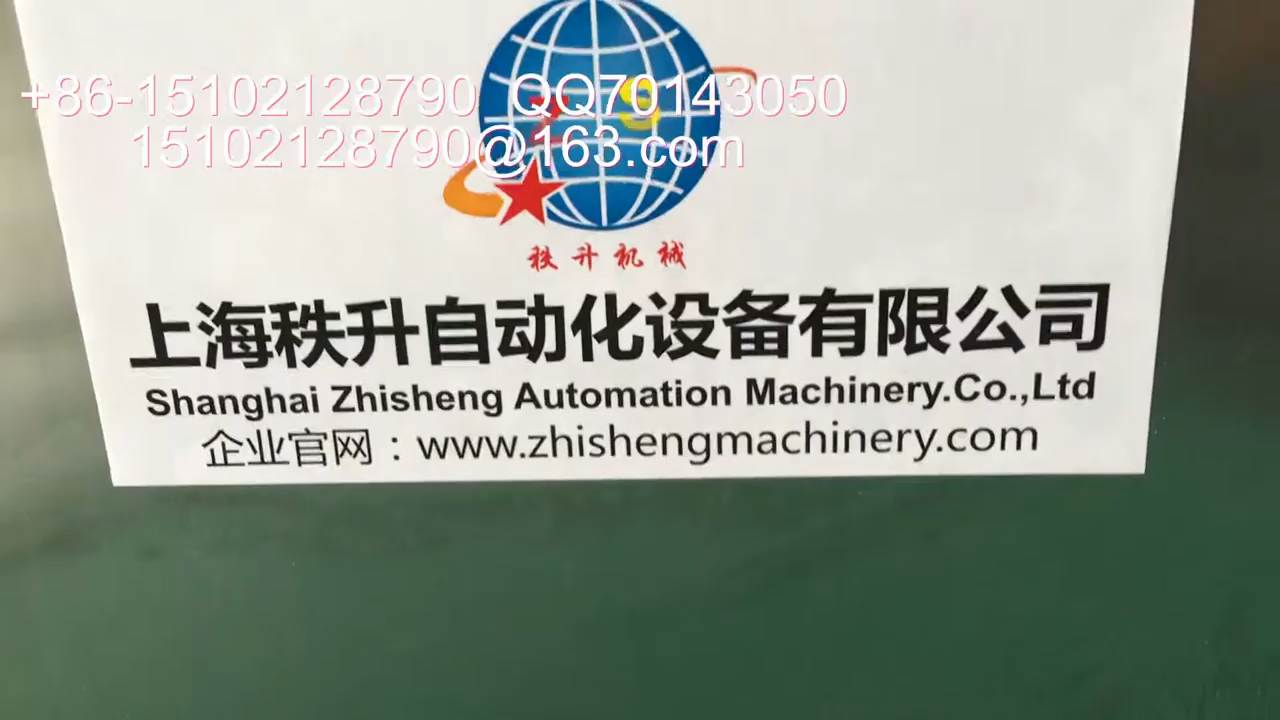 +86-15102128790 QQ70143050
15102128790@163.com
Z S
秩升机械
上海秩升自动化设备有限公司
Shanghai Zhisheng Automation Machinery.Co.,Ltd
企业官网：www.zhishengmachinery.com